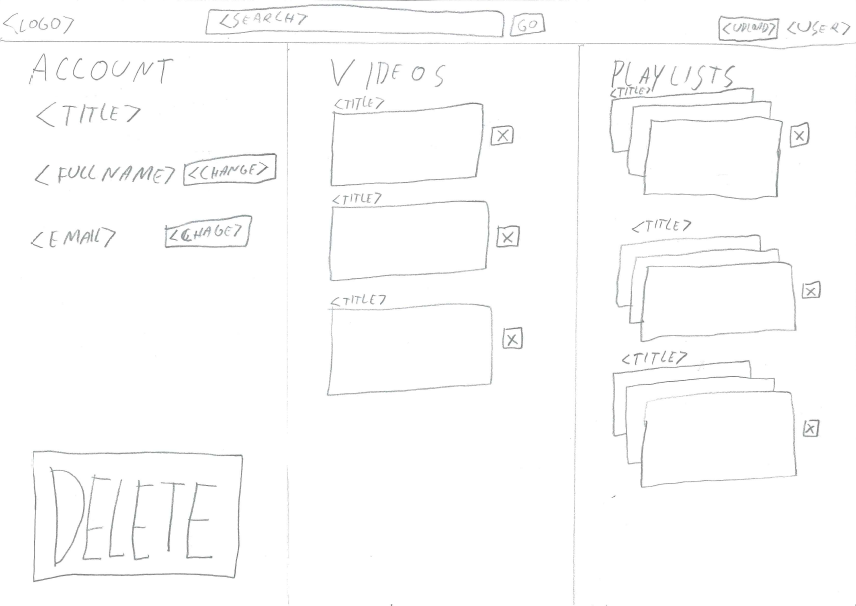 <LOGO> <SEARCH> GO <UPLOAD> <USER>
ACCOUNT
<TITLE>
<FULL NAME> <CHANGE>
<EMAIL> <CHAGE>
DELETE
VIDEOS
<TITLE>
X
<TITLE>
X
<TITLE>
X
PLAYLISTS
<TITLE>
X
<TITLE>
X
<TITLE>
X